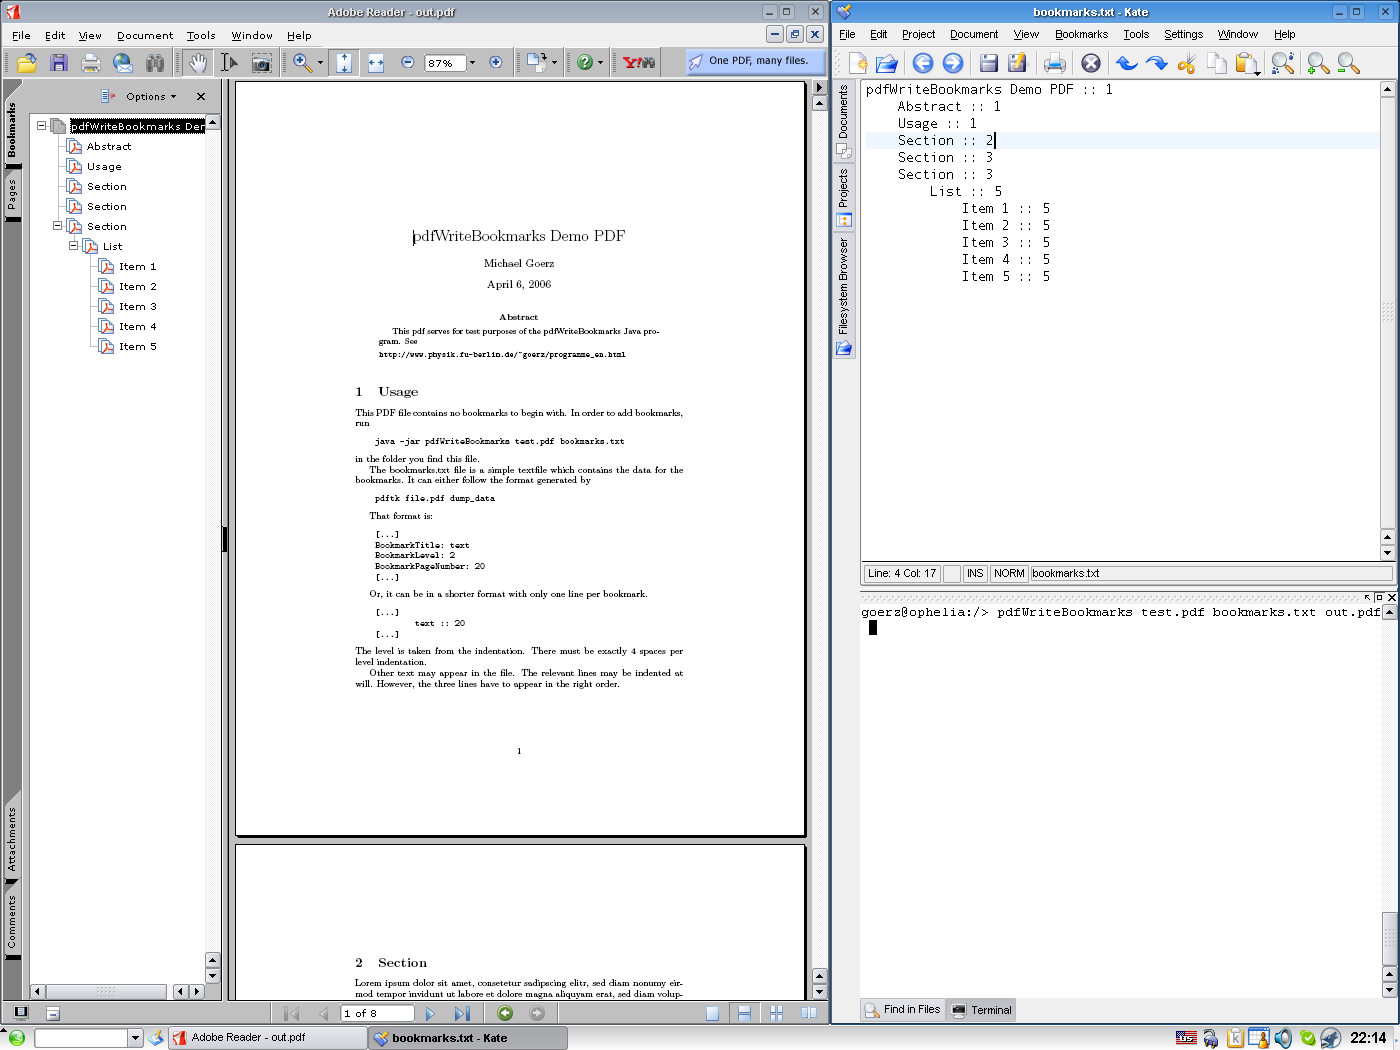 Adobe Reader - out.pdf
File Edit View Document Tools Window Help
87%
One PDF, many files.
Options
Bookmarks
Pages
Attachments
Comments
pdfWriteBookmarks Der
Abstract
Usage
Section
Section
Section
List
Item 1
Item 2
Item 3
Item 4
Item 5
pdfWriteBookmarks Demo PDF
Michael Goerz
April 6, 2006
Abstract
This pdf serves for test purposes of the pdfWriteBookmarks Java pro-
gram. See
http://www.physik.fu-berlin.de/~goerz/programme_en.html
1 Usage
This PDF file contains no bookmarks to begin with. In order to add bookmarks,
run
java -jar pdfWriteBookmarks test.pdf bookmarks.txt
in the folder you find this file.
The bookmarks.txt file is a simple textfile which contains the data for the
bookmarks. It can either follow the format generated by
pdftk file.pdf dump_data
That format is:
[...]
BookmarkTitle: text
BookmarkLevel: 2
BookmarkPageNumber: 20
[...]
Or, it can be in a shorter format with only one line per bookmark.
[...]
text :: 20
[...]
The level is taken from the indentation. There must be exactly 4 spaces per
level indentation.
Other text may appear in the file. The relevant lines may be indented at
will. However, the three lines have to appear in the right order.
1
2 Section
Lorem ipsum dolor sit amet, consetetur sadipscing elitr, sed diam nonumy eir-
mod tempor invidunt ut labore et dolore magna aliquyam erat, sed diam volup-
1 of 8
bookmarks.txt - Kate
File Edit Project Document View Bookmarks Tools Settings Window Help
Documents
Projects
Filesystem Browser
pdfWriteBookmarks Demo PDF :: 1
Abstract :: 1
Usage :: 1
Section :: 2
Section :: 3
Section :: 3
List :: 5
Item 1 :: 5
Item 2 :: 5
Item 3 :: 5
Item 4 :: 5
Item 5 :: 5
Line: 4 Col: 17 INS NORM bookmarks.txt
goerz@ophelia:/> pdfWriteBookmarks test.pdf bookmarks.txt out.pdf
Find in Files Terminal
Adobe Reader - out.pdf
bookmarks.txt - Kate
22:14